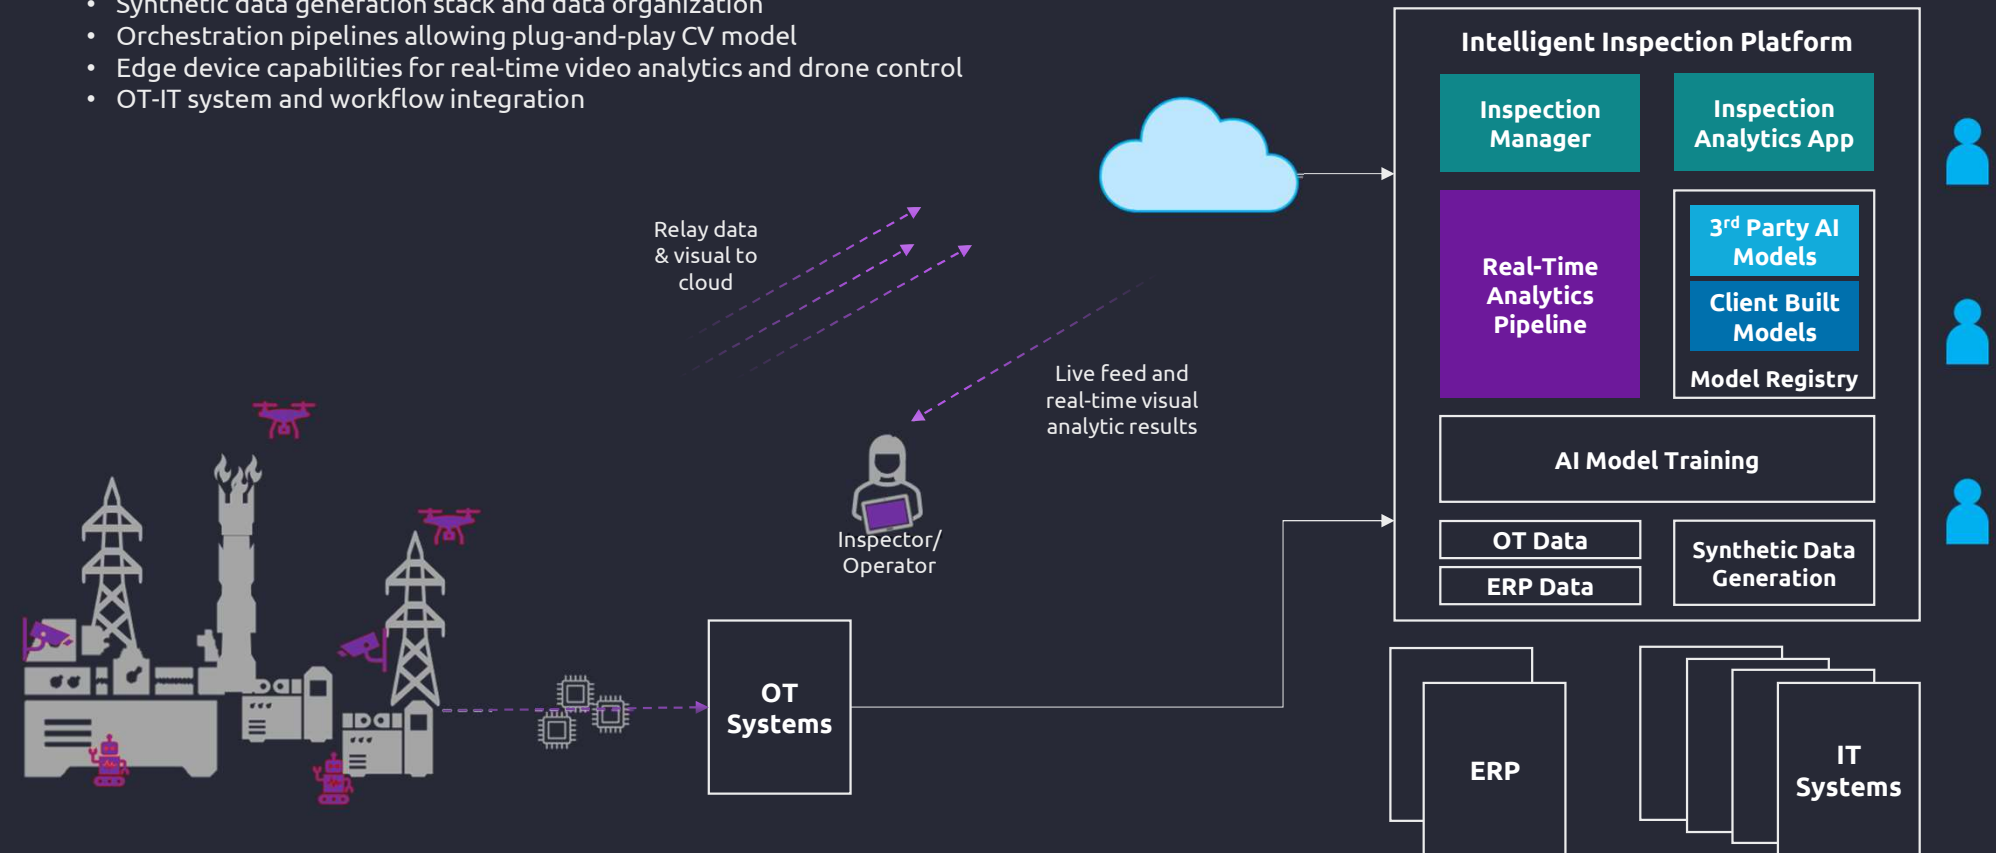 • Synthetic data generation stack and data organization
• Orchestration pipelines allowing plug-and-play CV model
• Edge device capabilities for real-time video analytics and drone control
• OT-IT system and workflow integration
Relay data
& visual to
cloud
Live feed and
real-time visual
analytic results
Inspector/
Operator
OT
Systems
Intelligent Inspection Platform
Inspection
Manager
Inspection
Analytics App
Real-Time
Analytics
Pipeline
3rd Party AI
Models
Client Built
Models
Model Registry
AI Model Training
OT Data
ERP Data
Synthetic Data
Generation
ERP
IT
Systems